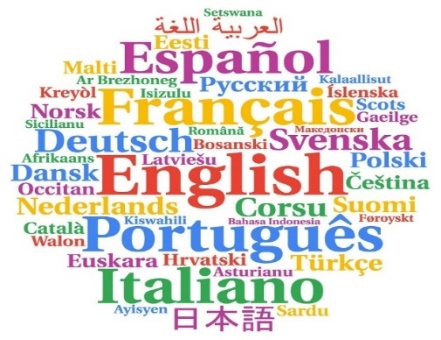 Setswana
العربية اللغة
Eesti
Español
Malti
Ar Brezhoneg
Русский
Kalaallisut
Kreyòl
Isizulu
Français
Íslenska
Norsk
Scots
Gaeilge
Sicilianu
Deutsch
Română
Македонски
Bosanski
Svenska
Afrikaans
Latviešu
Polski
Dansk
English
Čeština
Occitan
Nederlands
Corsu
Suomi
Kiswahili
Bahasa Indonesia
Føroyskt
Català
Português
Walon
Euskara
Hrvatski
Türkçe
Asturianu
Italiano
Ayisyen
日本語
Sardu